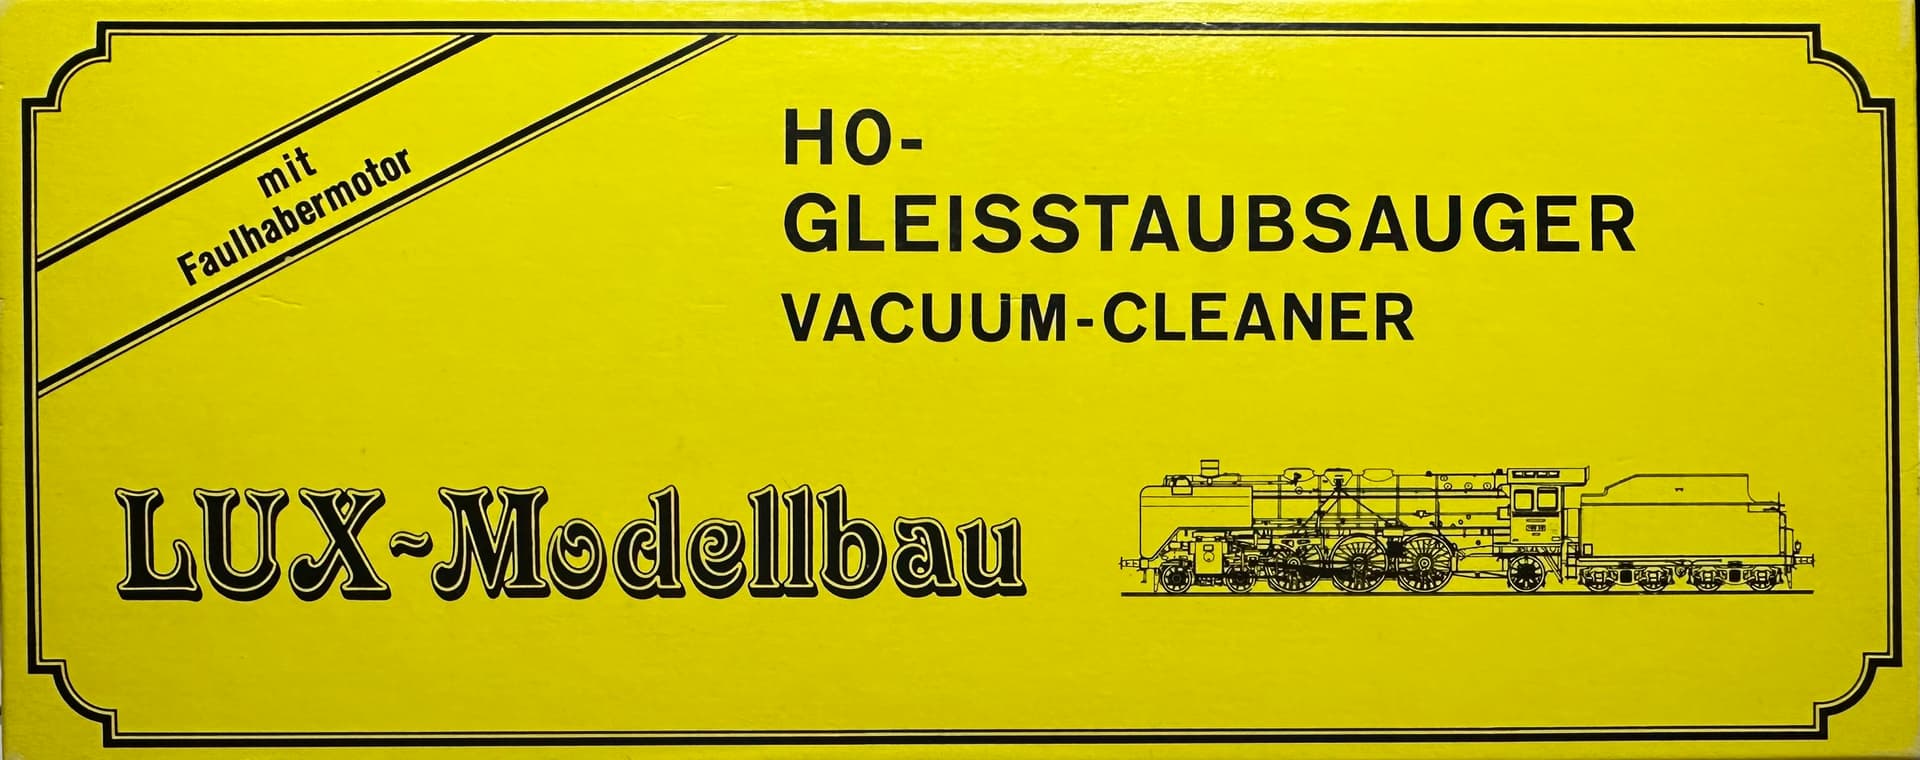 mit
Faulhabermotor
HO-
GLEISSTAUBSAUGER
VACUUM-CLEANER
LUX-Modellbau